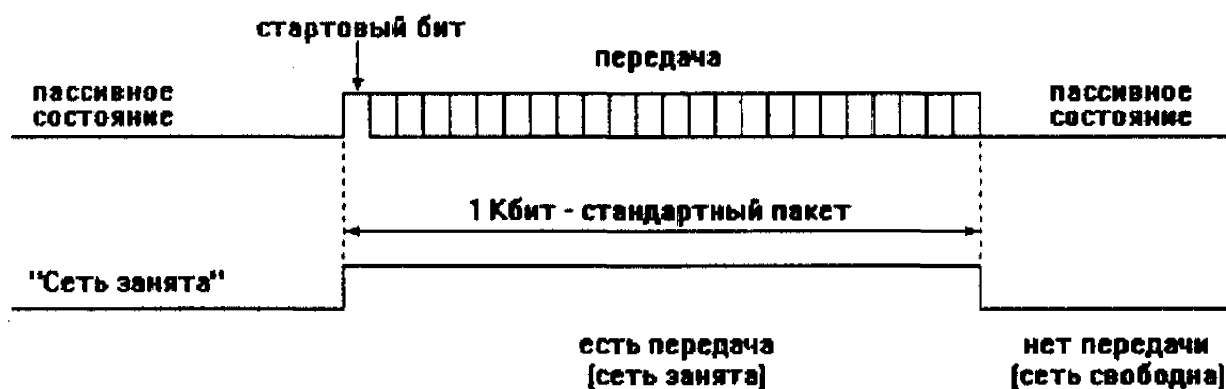 стартовый бит
передача
пассивное
состояние
пассивное
состояние
1 Кбит - стандартный пакет
"Сеть занята"
есть передача
(сеть занята)
нет передачи
(сеть свободна)